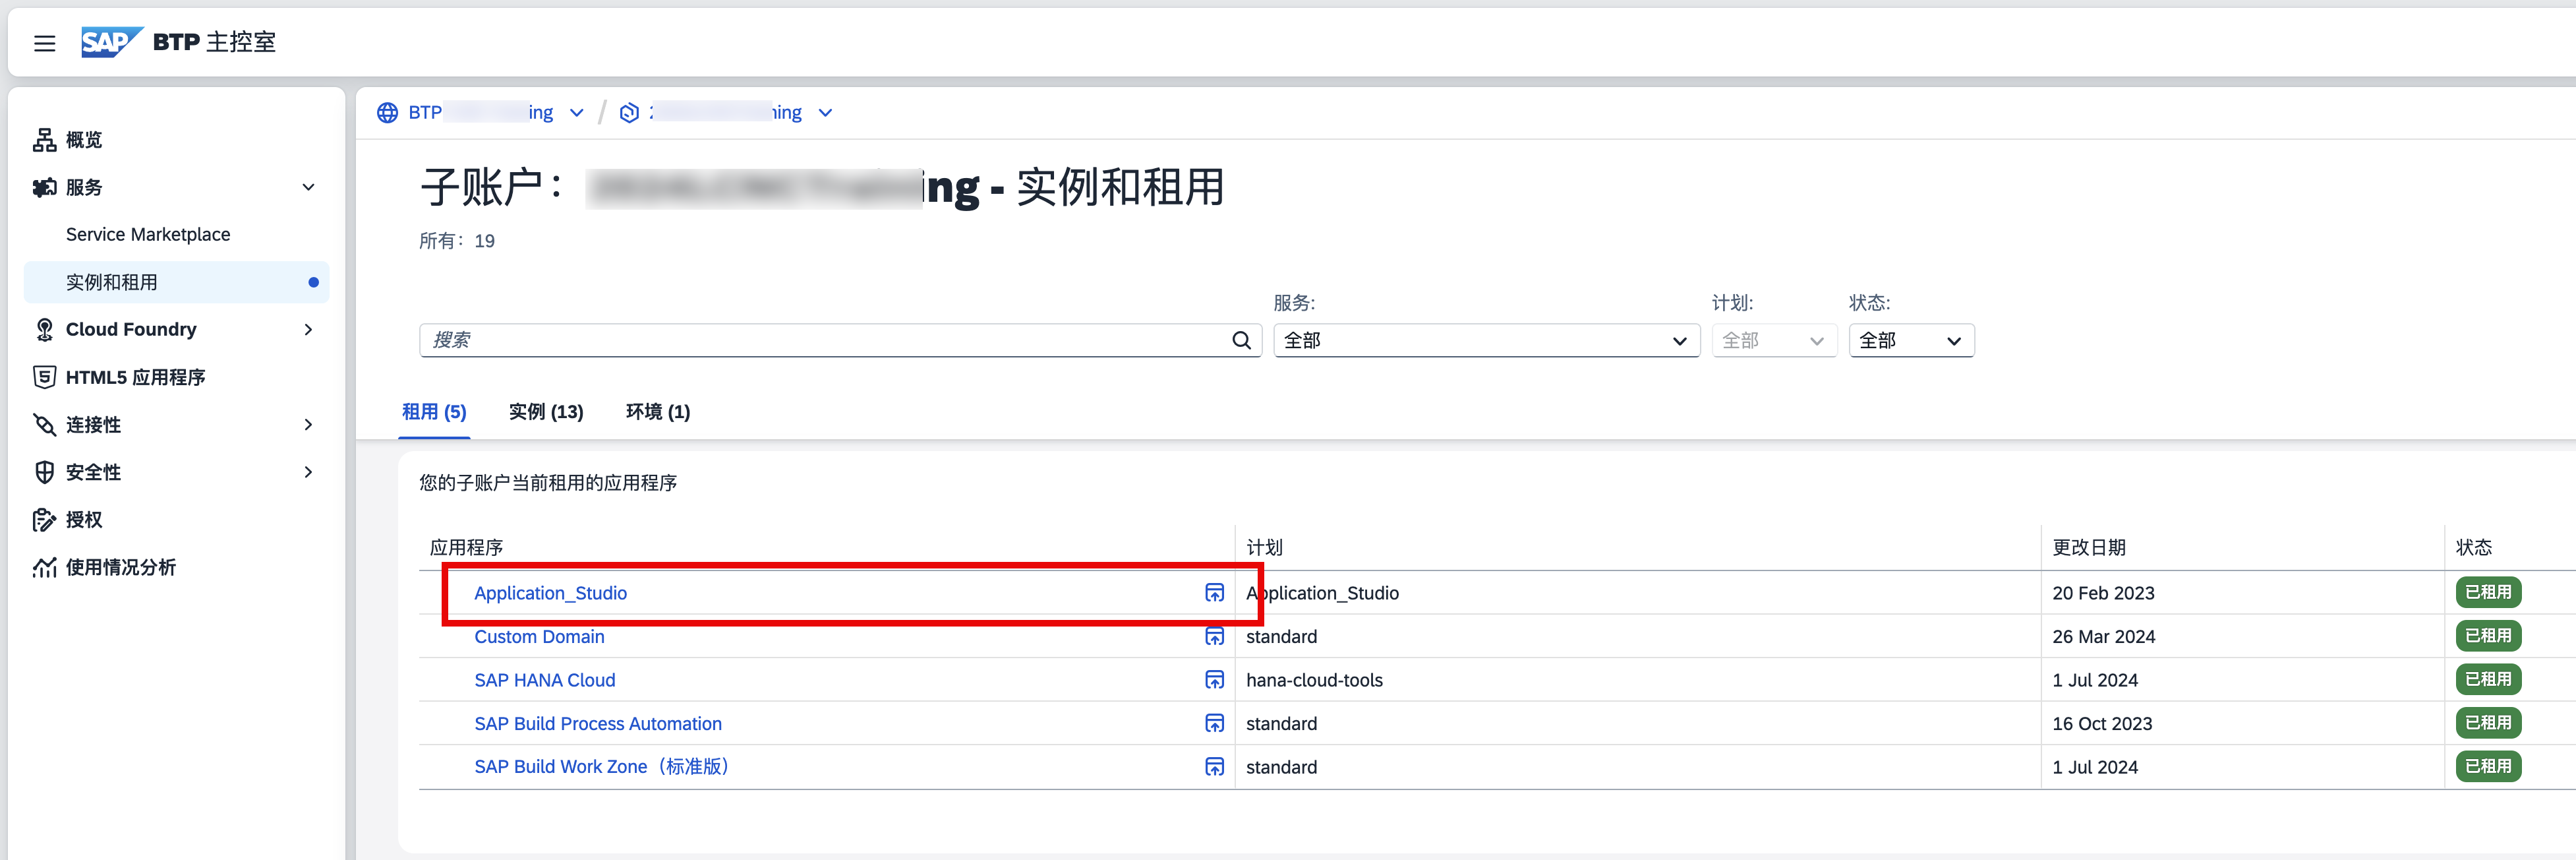 SAP BTP 主控室
概览
服务
Service Marketplace
实例和租用
Cloud Foundry
HTML5 应用程序
连接性
安全性
授权
使用情况分析
BTP ing / ning
子账户： ing - 实例和租用
所有：19
服务: 计划: 状态:
搜索 全部 全部 全部
租用 (5) 实例 (13) 环境 (1)
您的子账户当前租用的应用程序
应用程序 计划 更改日期 状态
Application_Studio Application_Studio 20 Feb 2023 已租用
Custom Domain standard 26 Mar 2024 已租用
SAP HANA Cloud hana-cloud-tools 1 Jul 2024 已租用
SAP Build Process Automation standard 16 Oct 2023 已租用
SAP Build Work Zone（标准版） standard 1 Jul 2024 已租用